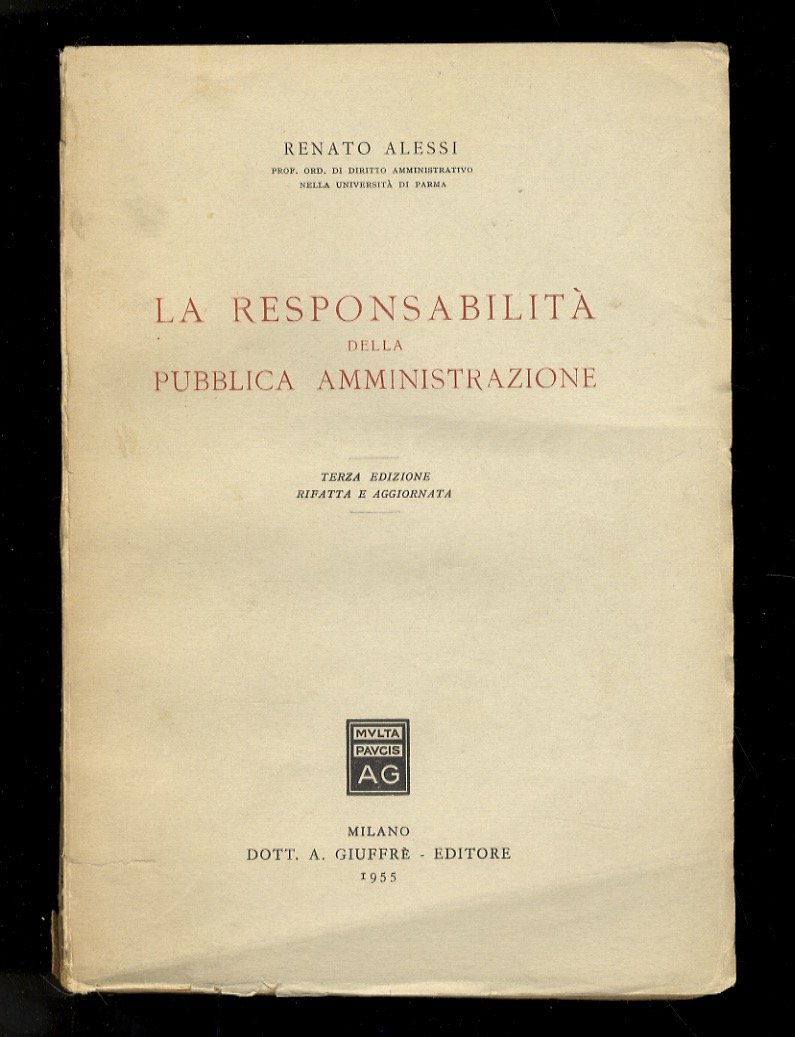 RENATO ALESSI
PROF. ORD. DI DIRITTO AMMINISTRATIVO
NELLA UNIVERSITÀ DI PARMA
LA RESPONSABILITÀ
DELLA
PUBBLICA AMMINISTRAZIONE
TERZA EDIZIONE
RIFATTA E AGGIORNATA
MVLTA
PAVCIS
AG
MILANO
DOTT. A. GIUFFRÈ - EDITORE
1955